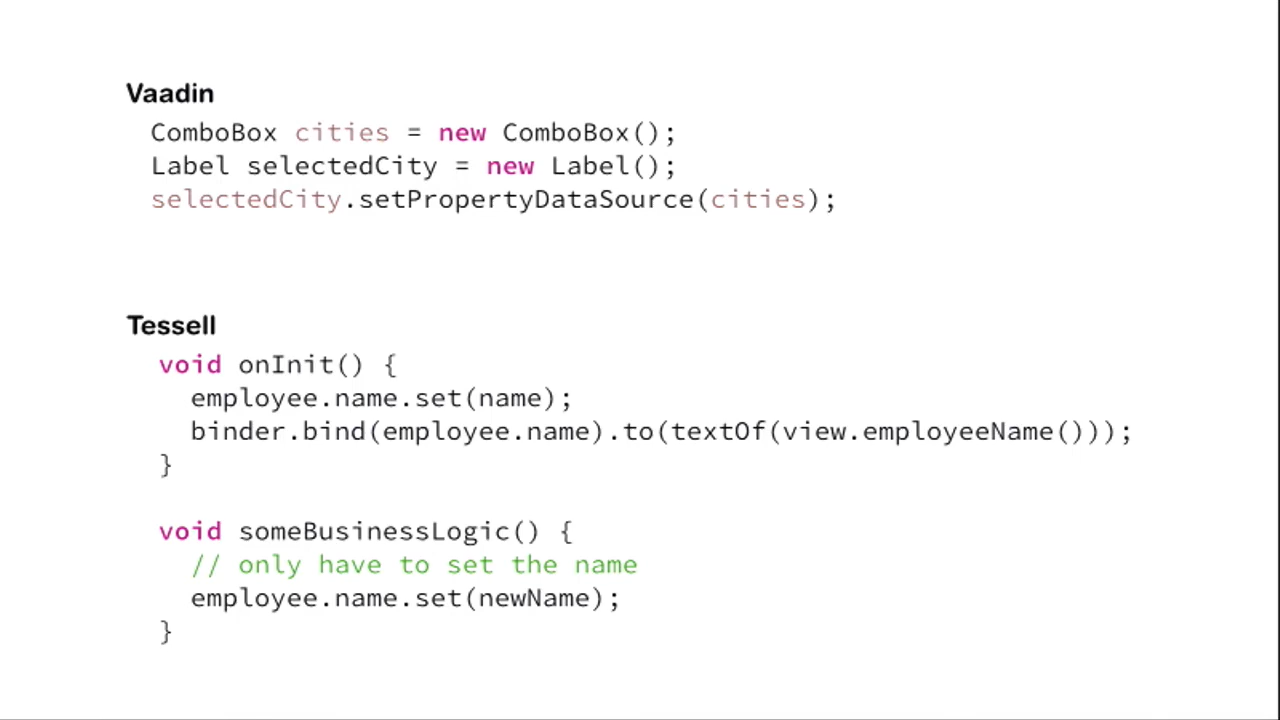 Vaadin
ComboBox cities = new ComboBox();
Label selectedCity = new Label();
selectedCity.setPropertyDataSource(cities);
Tessell
void onInit() {
employee.name.set(name);
binder.bind(employee.name).to(textOf(view.employeeName()));
}
void someBusinessLogic() {
// only have to set the name
employee.name.set(newName);
}